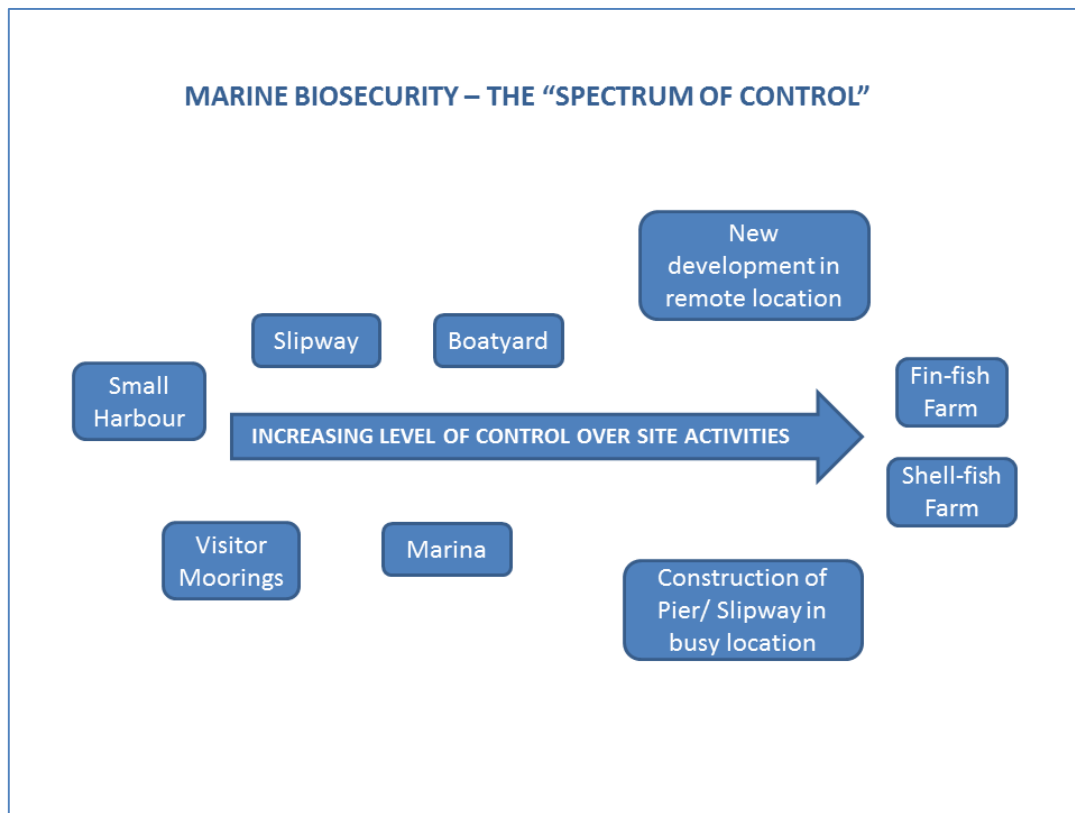 MARINE BIOSECURITY – THE “SPECTRUM OF CONTROL”
New
development in
remote location
Slipway
Boatyard
Small
Harbour
Fin-fish
Farm
INCREASING LEVEL OF CONTROL OVER SITE ACTIVITIES
Shell-fish
Farm
Visitor
Moorings
Marina
Construction of
Pier/ Slipway in
busy location